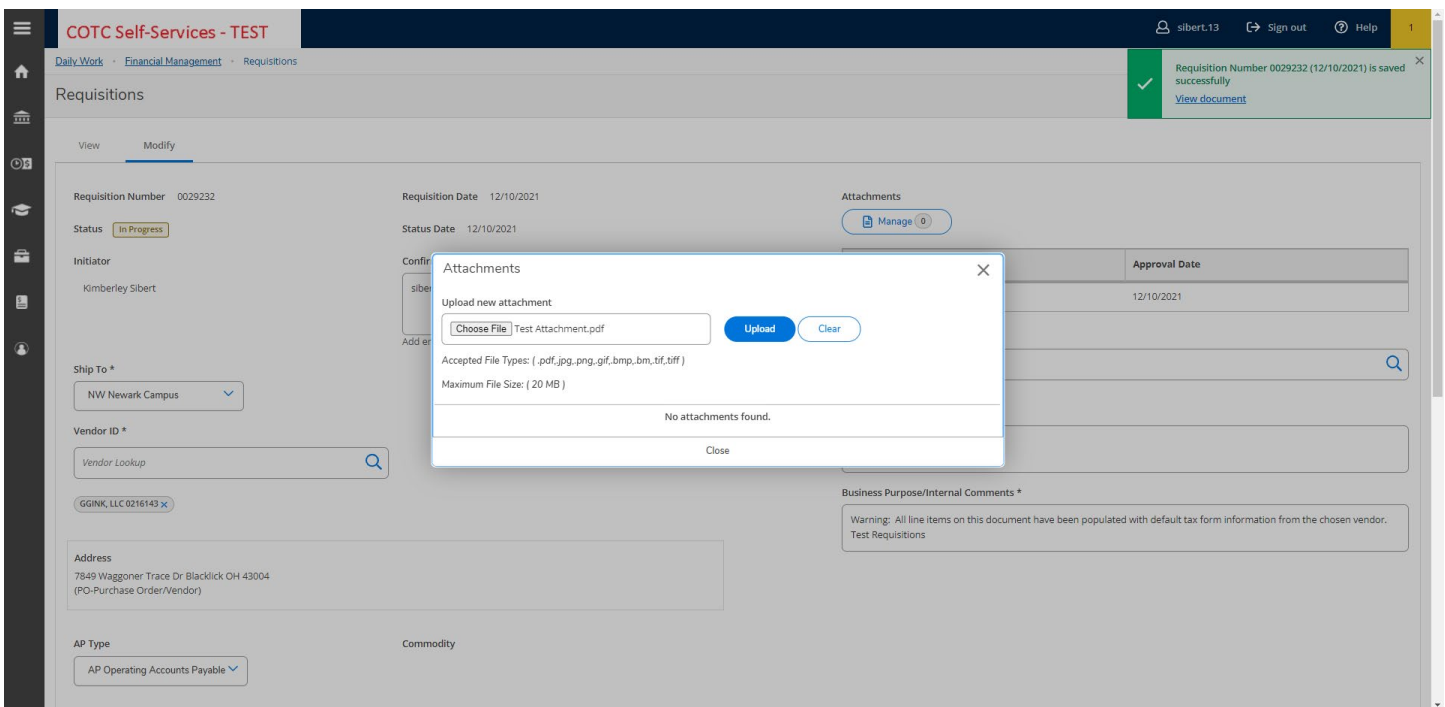 COTC Self-Services - TEST
sibert.13
Sign out
Help
1
Daily Work · Financial Management · Requisitions
Requisition Number 0029232 (12/10/2021) is saved
successfully
View document
Requisitions
View
Modify
Requisition Number 0029232
Requisition Date 12/10/2021
Attachments
Manage 0
Status In Progress
Status Date 12/10/2021
Initiator
Confir
Approval Date
Kimberley Sibert
siber
12/10/2021
Add er
Attachments
Upload new attachment
Choose File Test Attachment.pdf
Upload
Clear
Accepted File Types: ( .pdf,.jpg,.png,.gif,.bmp,.bm,.tif,.tiff )
Maximum File Size: ( 20 MB )
No attachments found.
Close
Ship To *
NW Newark Campus
Vendor ID *
Vendor Lookup
GGINK, LLC 0216143 ×
Business Purpose/Internal Comments *
Warning: All line items on this document have been populated with default tax form information from the chosen vendor.
Test Requisitions
Address
7849 Waggoner Trace Dr Blacklick OH 43004
(PO-Purchase Order/Vendor)
AP Type
Commodity
AP Operating Accounts Payable